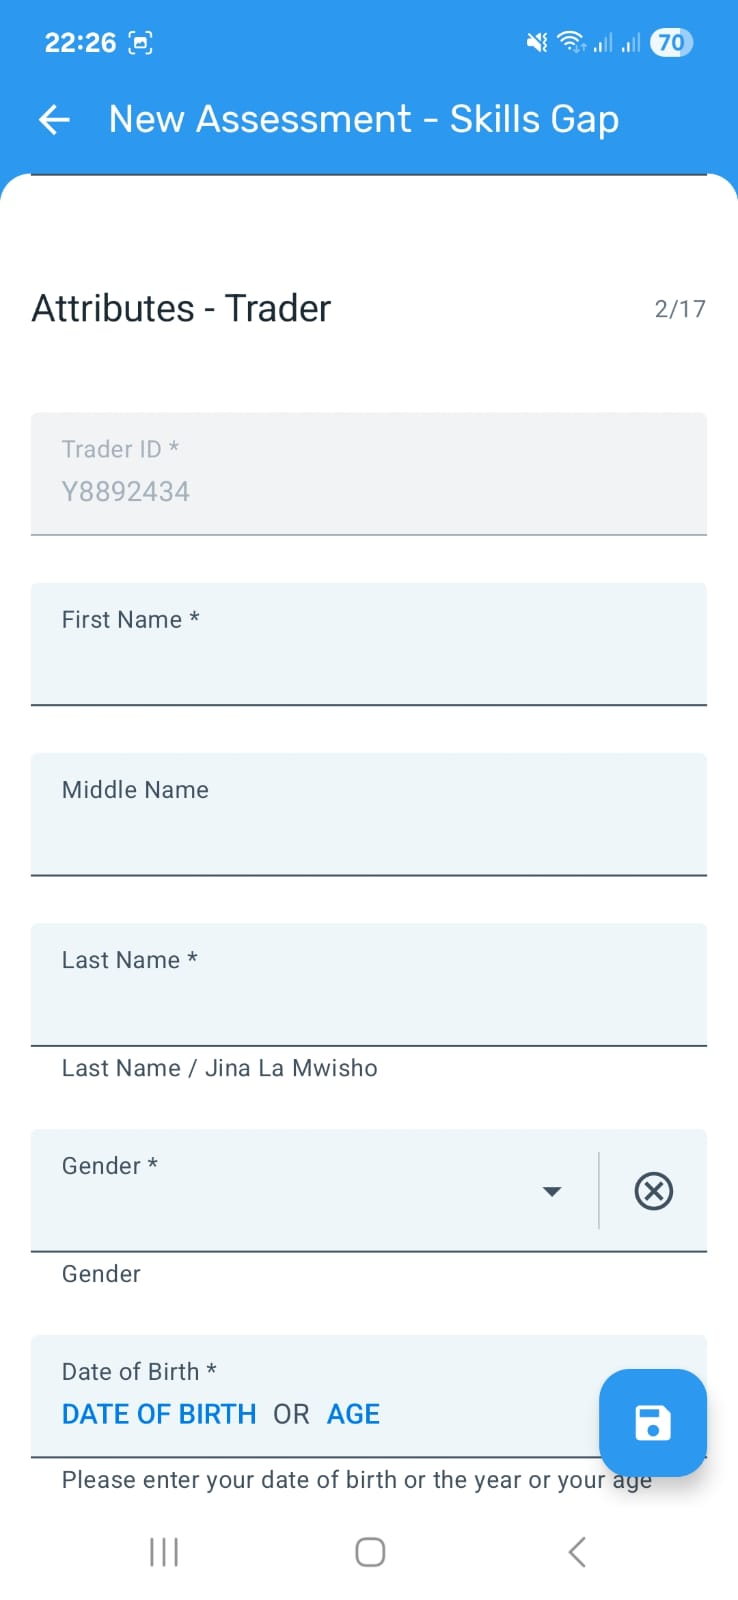 22:26
70
New Assessment - Skills Gap
Attributes - Trader
2/17
Trader ID *
Y8892434
First Name *
Middle Name
Last Name *
Last Name / Jina La Mwisho
Gender *
Gender
Date of Birth *
DATE OF BIRTH OR AGE
Please enter your date of birth or the year or your age